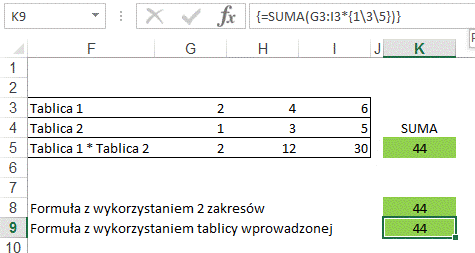 K9 fx {=SUMA(G3:I3*{1\3\5})}
F G H I J K
1
2
3 Tablica 1 2 4 6
4 Tablica 2 1 3 5 SUMA
5 Tablica 1 * Tablica 2 2 12 30 44
6
7
8 Formuła z wykorzystaniem 2 zakresów 44
9 Formuła z wykorzystaniem tablicy wprowadzonej 44
10